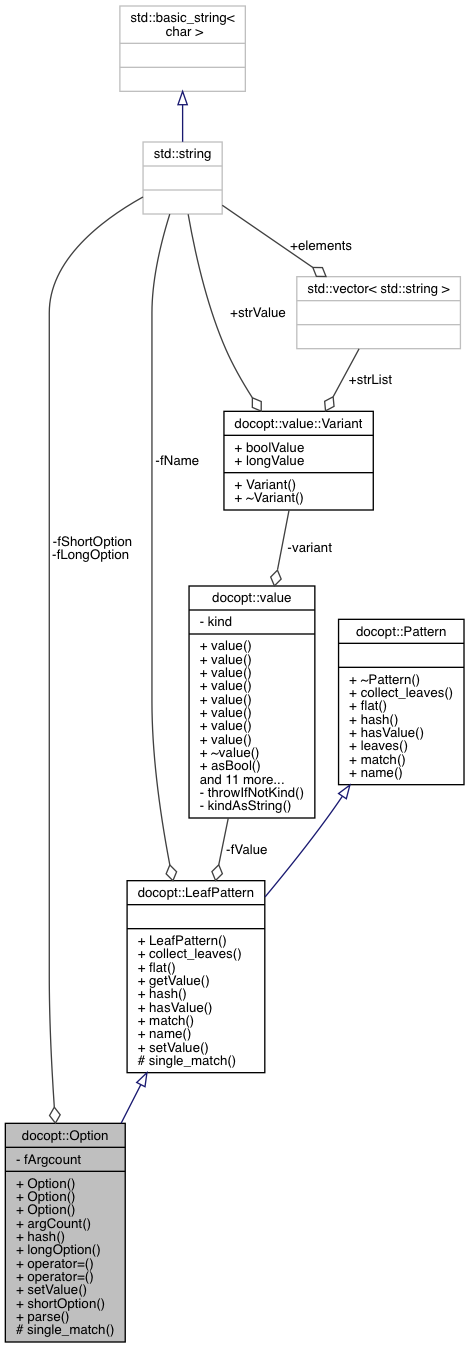 std::basic_string<
char >
std::string
+elements
std::vector< std::string >
+strValue
+strList
docopt::value::Variant
+ boolValue
+ longValue
+ Variant()
+ ~Variant()
-fName
-fShortOption
-fLongOption
-variant
docopt::value
- kind
+ value()
+ value()
+ value()
+ value()
+ value()
+ value()
+ value()
+ value()
+ ~value()
+ asBool()
and 11 more...
- throwIfNotKind()
- kindAsString()
docopt::Pattern
+ ~Pattern()
+ collect_leaves()
+ flat()
+ hash()
+ hasValue()
+ leaves()
+ match()
+ name()
-fValue
docopt::LeafPattern
+ LeafPattern()
+ collect_leaves()
+ flat()
+ getValue()
+ hash()
+ hasValue()
+ match()
+ name()
+ setValue()
# single_match()
docopt::Option
- fArgcount
+ Option()
+ Option()
+ Option()
+ argCount()
+ hash()
+ longOption()
+ operator=()
+ operator=()
+ setValue()
+ shortOption()
+ parse()
# single_match()